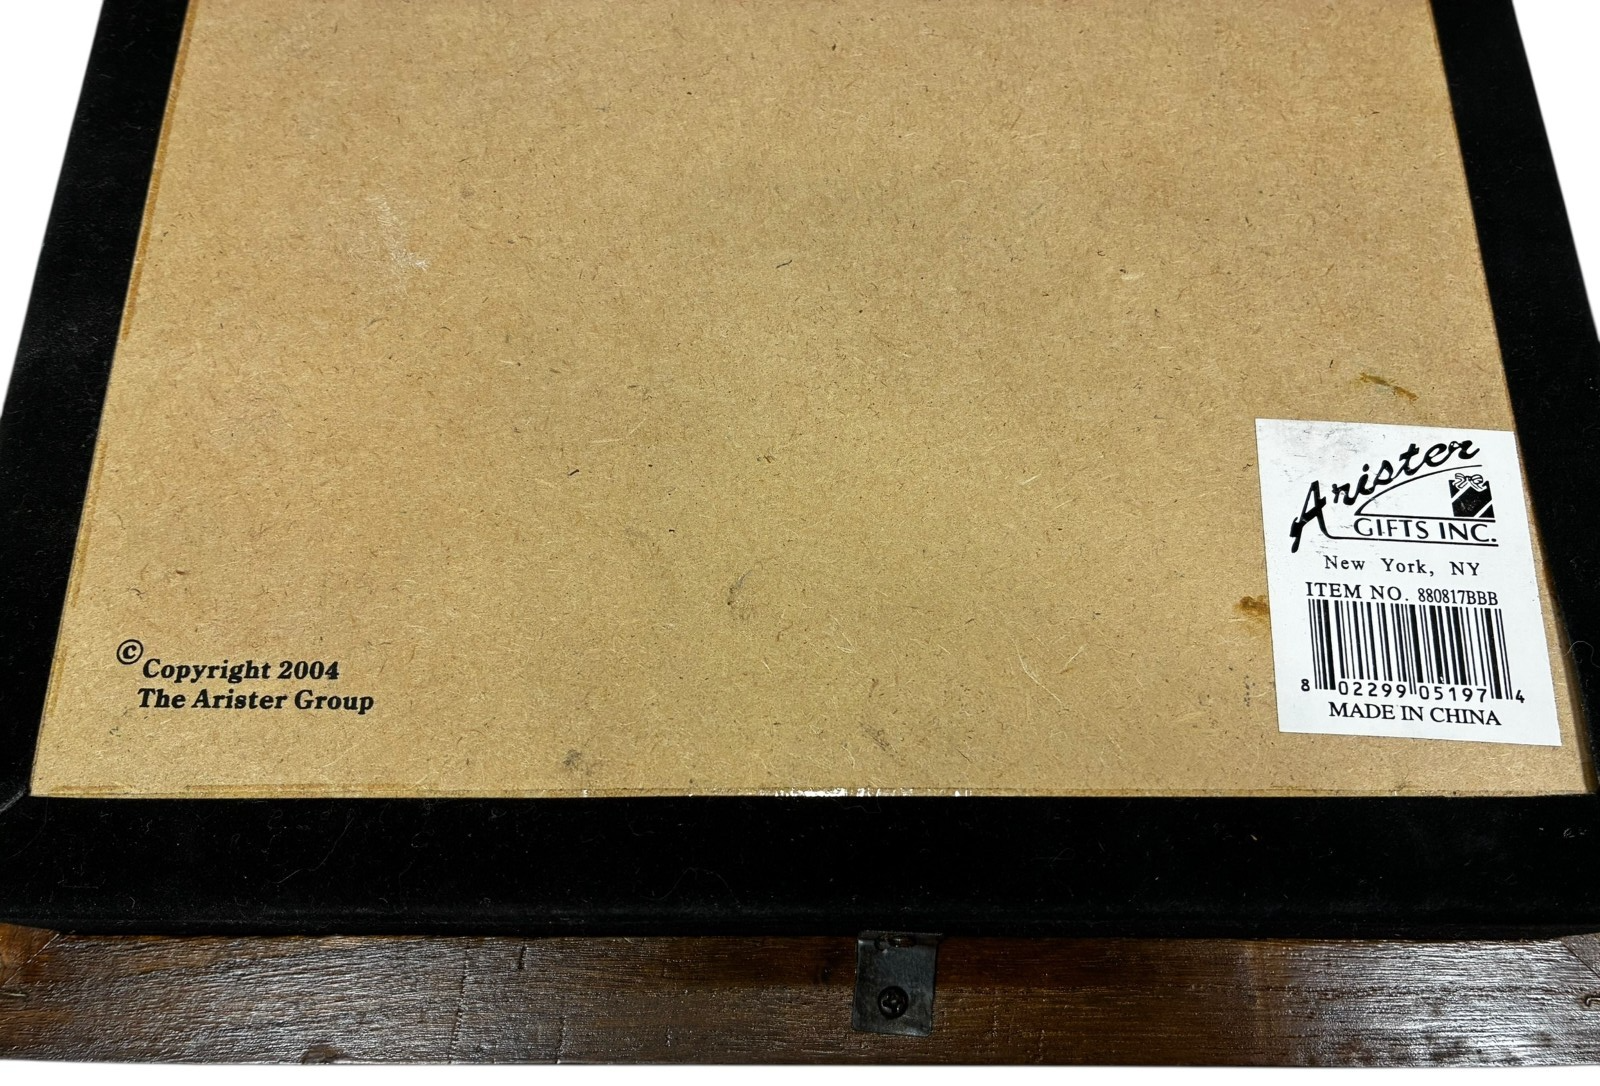 ©Copyright 2004
The Arister Group
Arister
GIFTS INC.
New York, NY
ITEM NO. 880817BBB
8 02299 05197 4
MADE IN CHINA